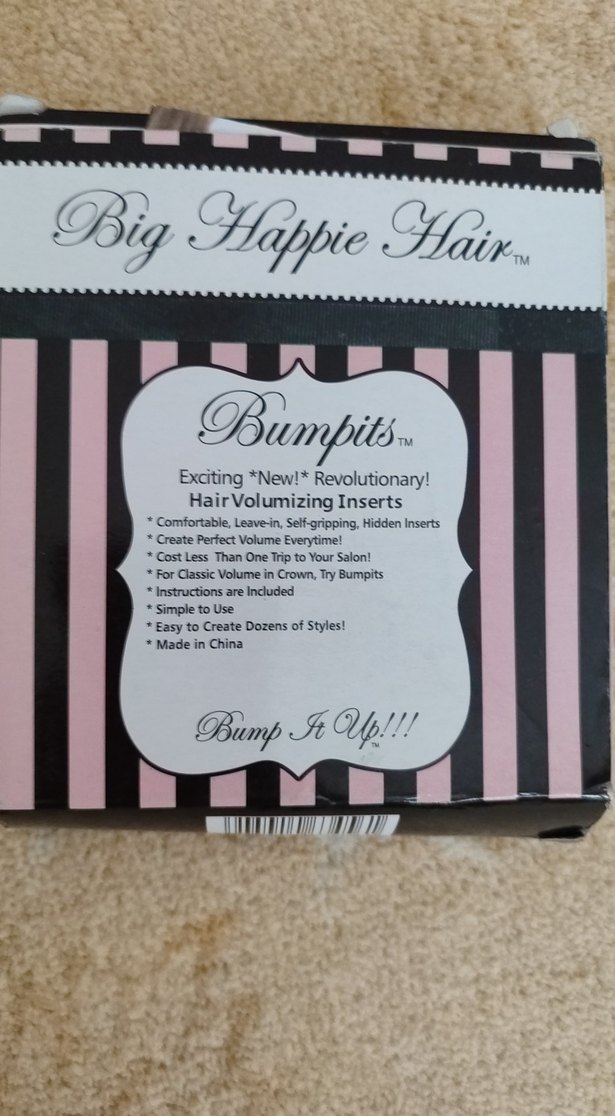 Big Happie Hair™
Bumpits™
Exciting *New!* Revolutionary!
Hair Volumizing Inserts
* Comfortable, Leave-in, Self-gripping, Hidden Inserts
* Create Perfect Volume Everytime!
* Cost Less Than One Trip to Your Salon!
* For Classic Volume in Crown, Try Bumpits
* Instructions are Included
* Simple to Use
* Easy to Create Dozens of Styles!
* Made in China
Bump It Up!!!™